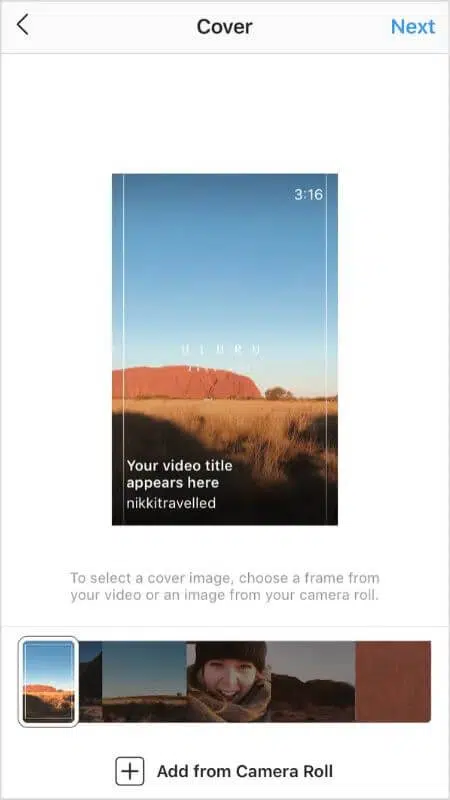 Cover
Next
3:16
U L U R U
Your video title
appears here
nikkitravelled
To select a cover image, choose a frame from
your video or an image from your camera roll.
Add from Camera Roll